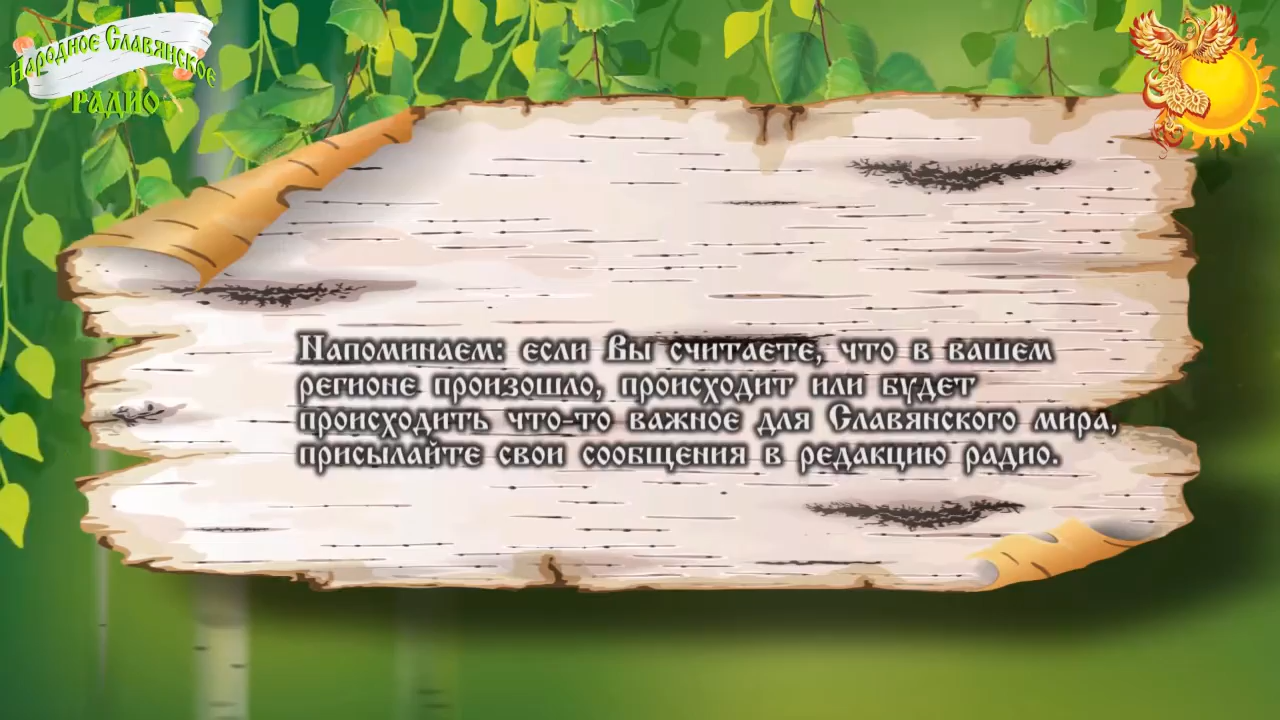 Народное Славянское
Радио
Напоминаем: если Вы считаете, что в вашем
регионе произошло, происходит или будет
происходить что-то важное для Славянского мира,
присылайте свои сообщения в редакцию радио.